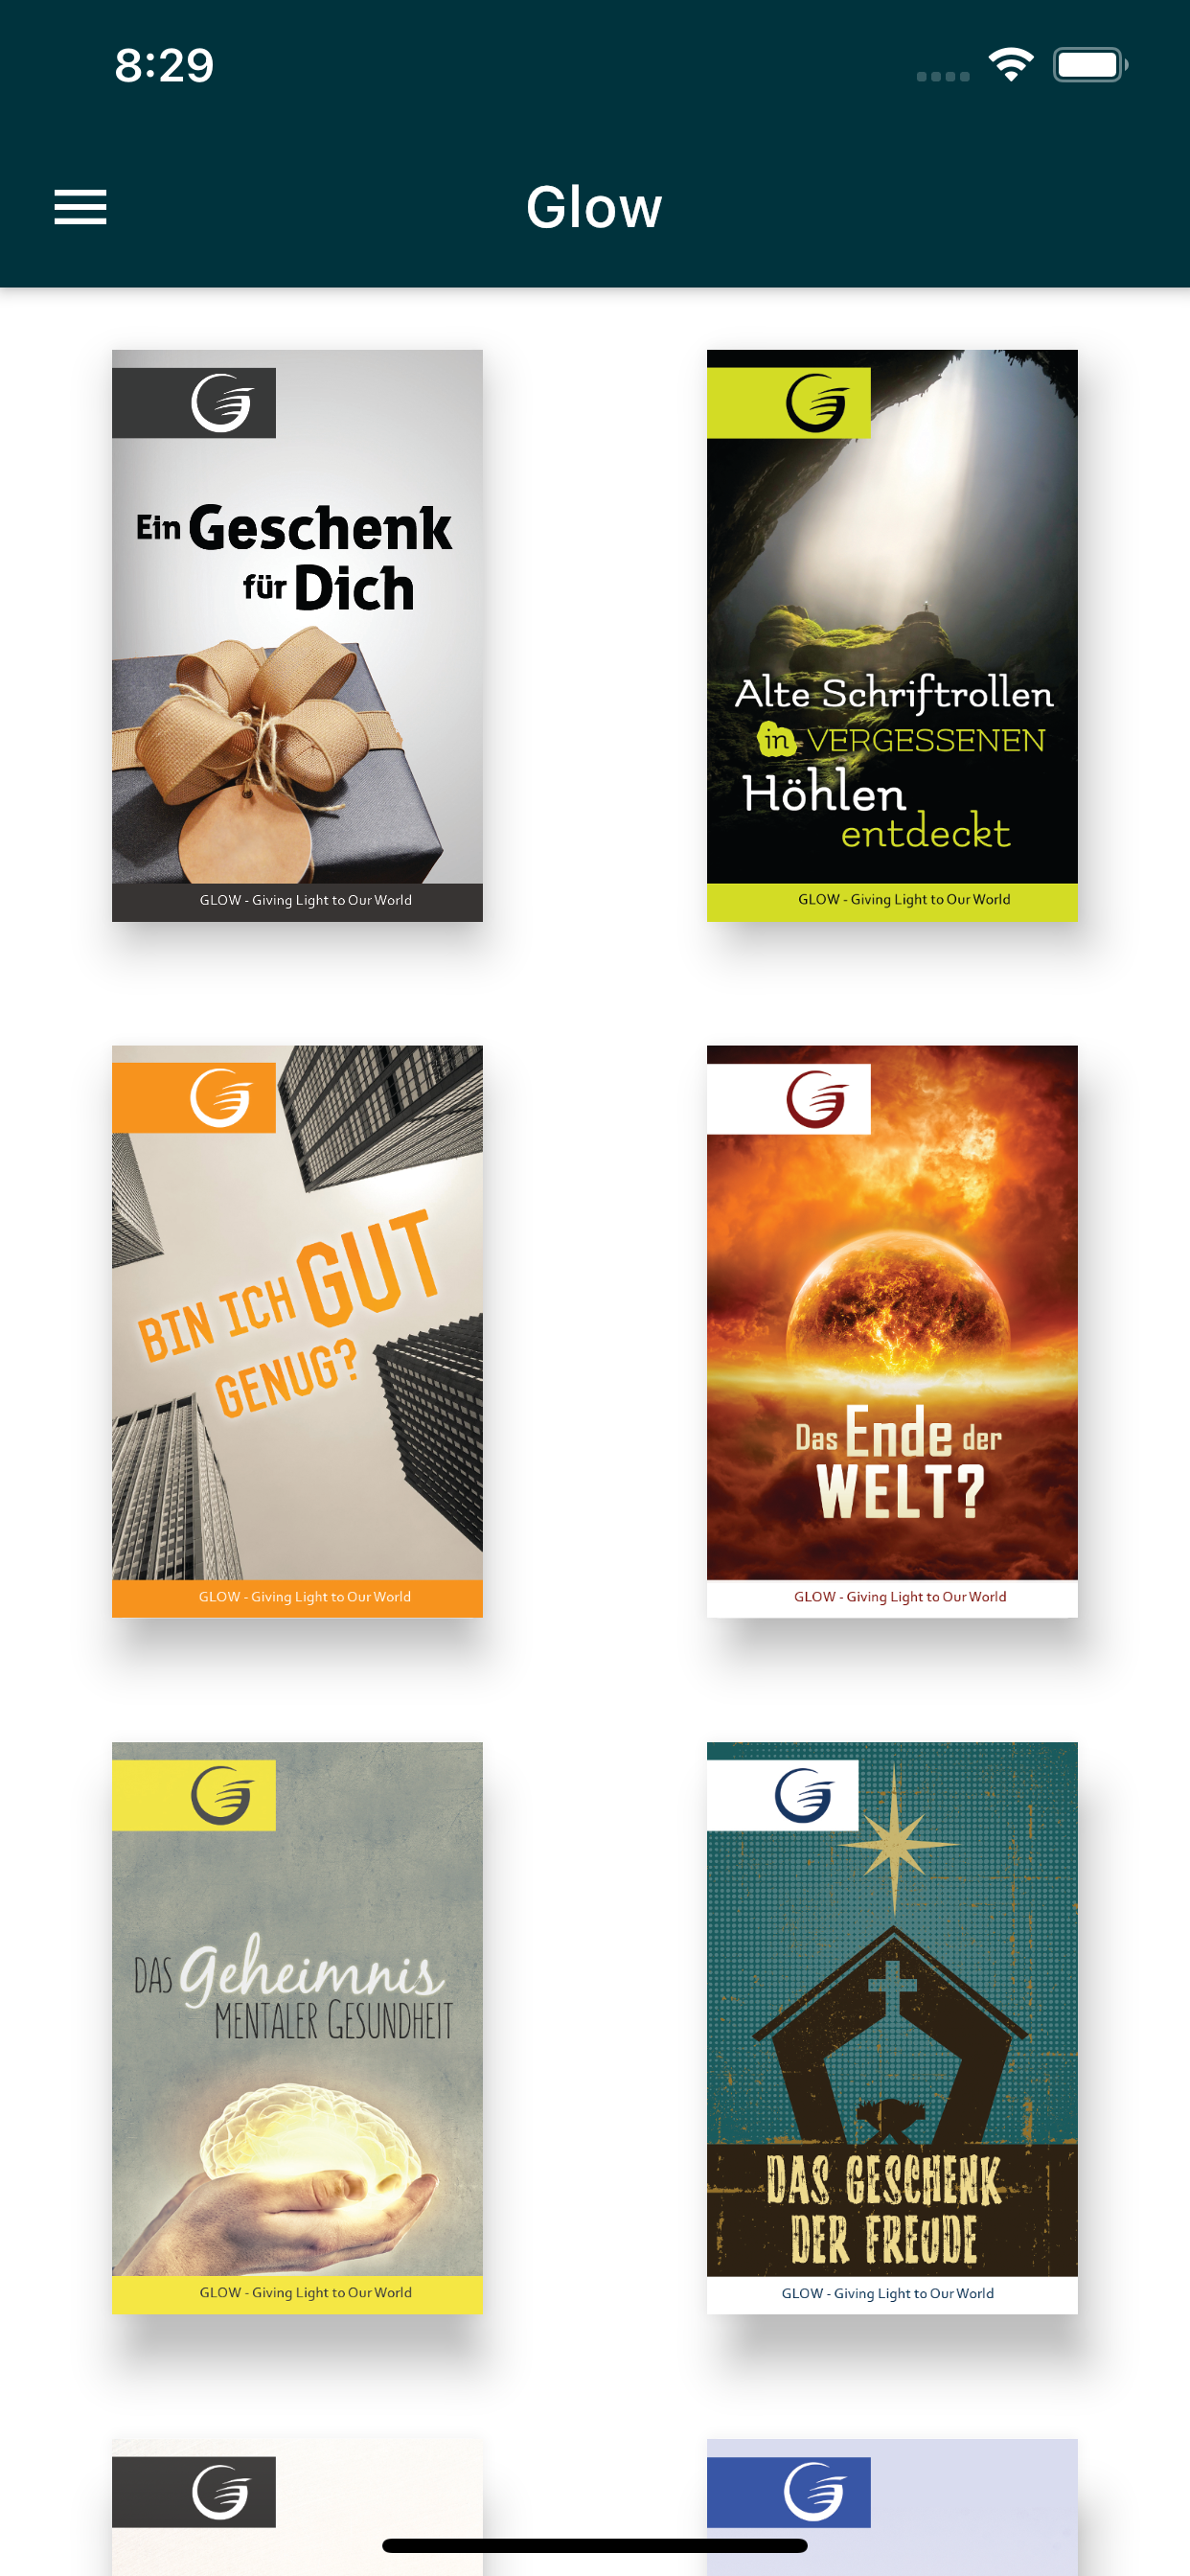 8:29
Glow
Ein Geschenk
für Dich
GLOW - Giving Light to Our World
Alte Schriftrollen
in VERGESSENEN
Höhlen
entdeckt
GLOW - Giving Light to Our World
BIN ICH GUT
GENUG?
GLOW - Giving Light to Our World
Das Ende der
WELT?
GLOW - Giving Light to Our World
DAS Geheimnis
MENTALER GESUNDHEIT
GLOW - Giving Light to Our World
DAS GESCHENK
DER FREUDE
GLOW - Giving Light to Our World